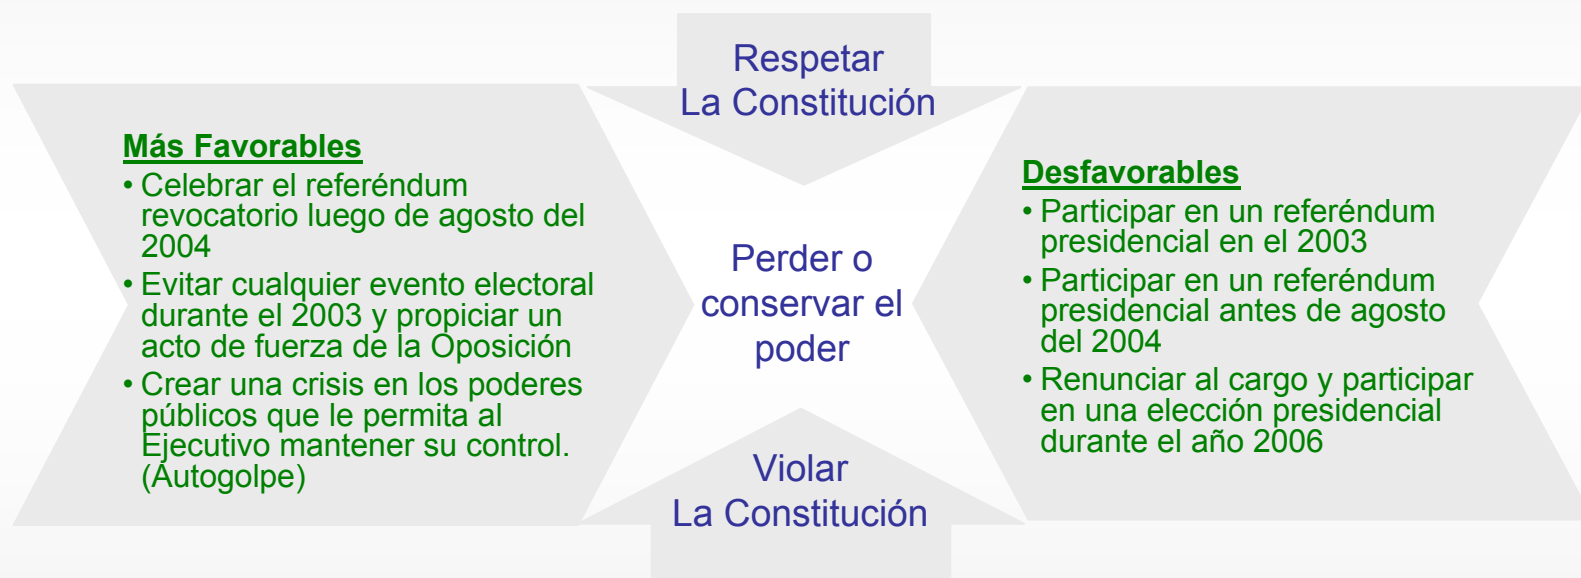 Respetar
La Constitución
Más Favorables
• Celebrar el referéndum
revocatorio luego de agosto del
2004
• Evitar cualquier evento electoral
durante el 2003 y propiciar un
acto de fuerza de la Oposición
• Crear una crisis en los poderes
públicos que le permita al
Ejecutivo mantener su control.
(Autogolpe)
Perder o
conservar el
poder
Desfavorables
• Participar en un referéndum
presidencial en el 2003
• Participar en un referéndum
presidencial antes de agosto
del 2004
• Renunciar al cargo y participar
en una elección presidencial
durante el año 2006
Violar
La Constitución